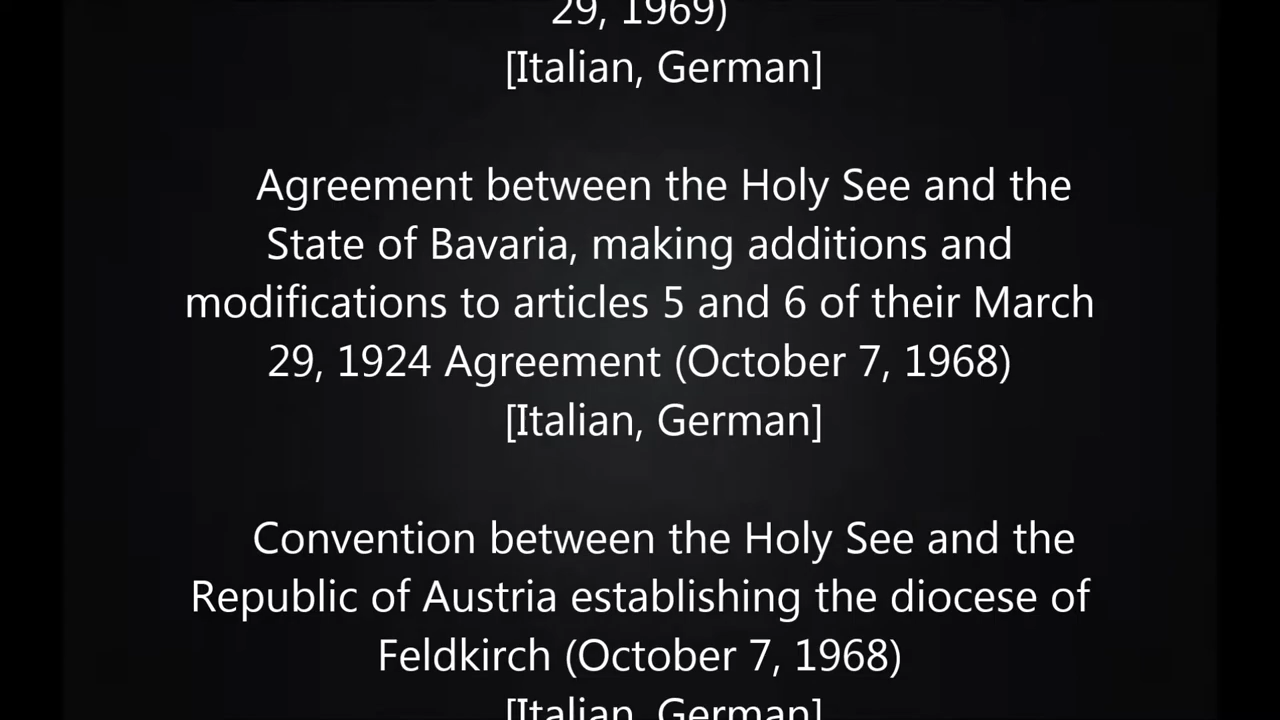 29, 1969)
[Italian, German]
Agreement between the Holy See and the
State of Bavaria, making additions and
modifications to articles 5 and 6 of their March
29, 1924 Agreement (October 7, 1968)
[Italian, German]
Convention between the Holy See and the
Republic of Austria establishing the diocese of
Feldkirch (October 7, 1968)
[Italian, German]